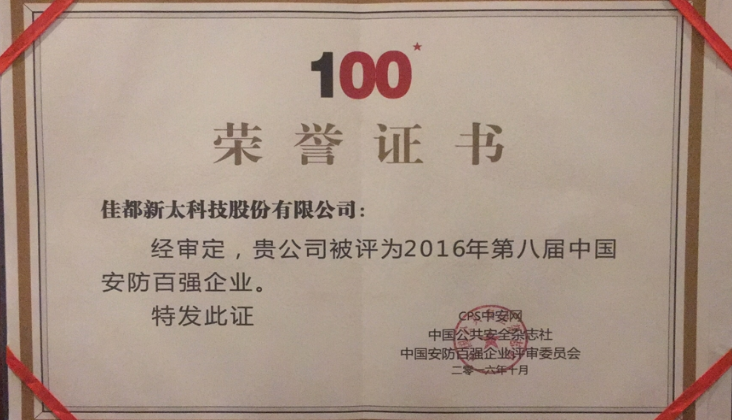 100
荣誉证书
佳都新太科技股份有限公司：
经审定，贵公司被评为2016年第八届中国
安防百强企业。
特发此证
CPS中安网
中国公共安全杂志社
中国安防百强企业评审委员会
二零一六年十月